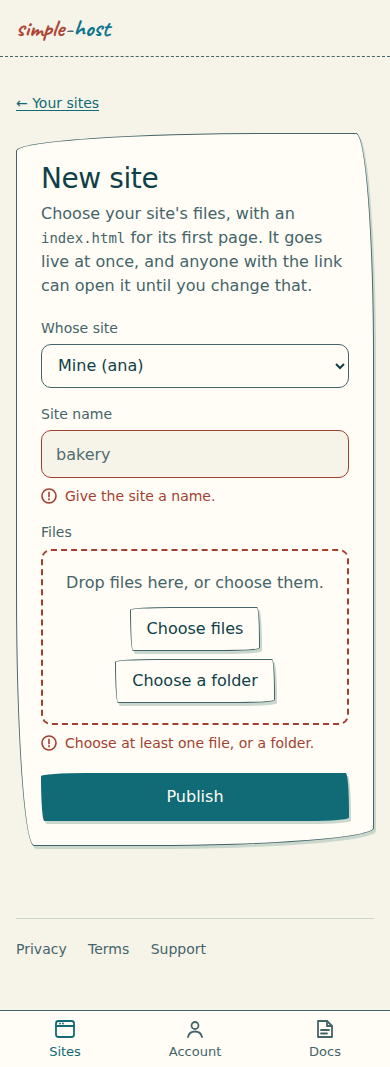 simple-host
← Your sites
New site
Choose your site's files, with an
index.html for its first page. It goes
live at once, and anyone with the link
can open it until you change that.
Whose site
Mine (ana)
Site name
bakery
Give the site a name.
Files
Drop files here, or choose them.
Choose files
Choose a folder
Choose at least one file, or a folder.
Publish
Privacy Terms Support
Sites Account Docs